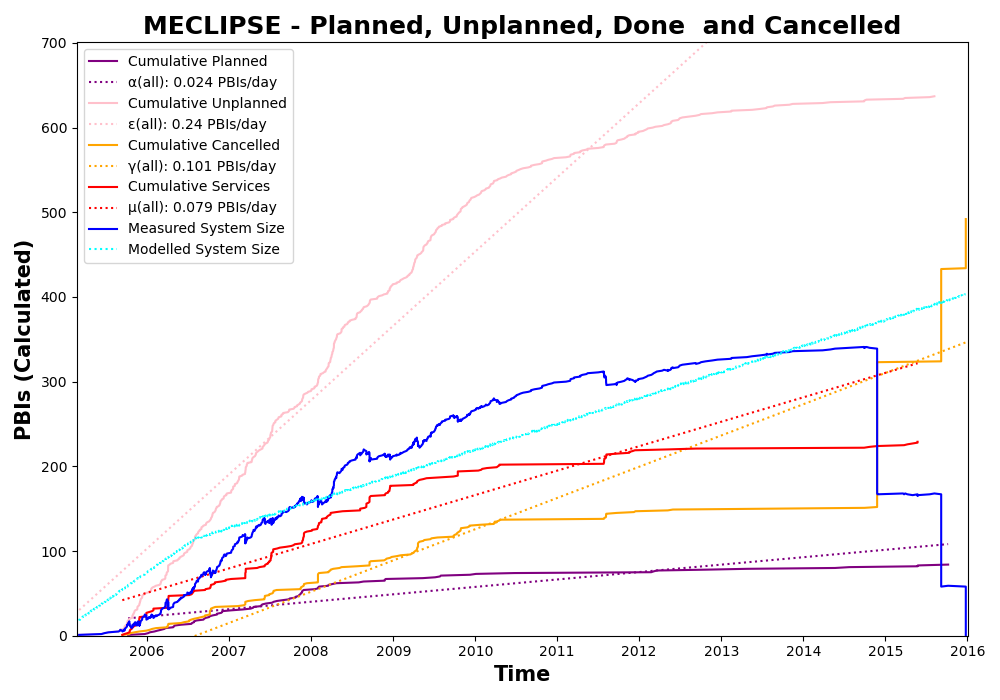 MECLIPSE - Planned, Unplanned, Done  and Cancelled
Cumulative Planned
α(all): 0.024 PBIs/day
Cumulative Unplanned
ε(all): 0.24 PBIs/day
Cumulative Cancelled
γ(all): 0.101 PBIs/day
Cumulative Services
μ(all): 0.079 PBIs/day
Measured System Size
Modelled System Size
PBIs (Calculated)
700
600
500
400
300
200
100
0
2006 2007 2008 2009 2010 2011 2012 2013 2014 2015 2016
Time